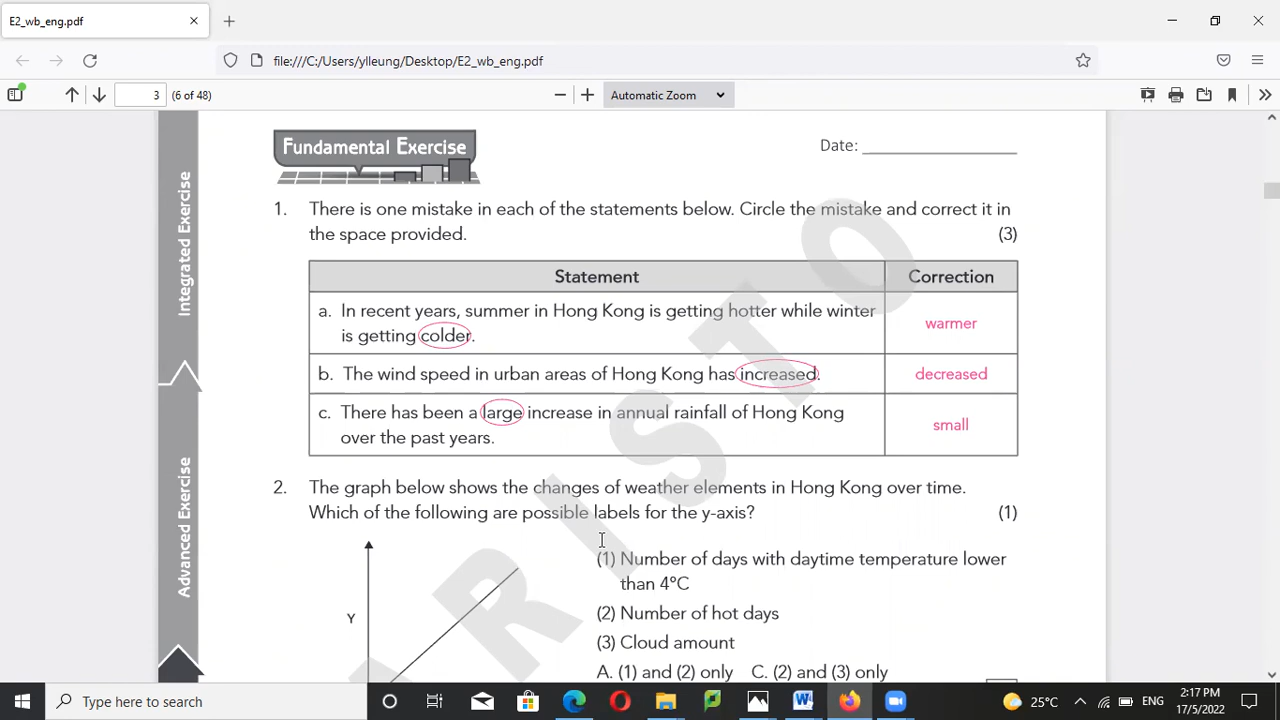 E2_wb_eng.pdf
file:///C:/Users/ylleung/Desktop/E2_wb_eng.pdf
3 (6 of 48) Automatic Zoom
Integrated Exercise
Advanced Exercise
Fundamental Exercise
Date: ________________
1. There is one mistake in each of the statements below. Circle the mistake and correct it in
the space provided. (3)
Statement Correction
a. In recent years, summer in Hong Kong is getting hotter while winter
is getting colder.
warmer
b. The wind speed in urban areas of Hong Kong has increased. decreased
c. There has been a large increase in annual rainfall of Hong Kong
over the past years.
small
2. The graph below shows the changes of weather elements in Hong Kong over time.
Which of the following are possible labels for the y-axis? (1)
Y
(1) Number of days with daytime temperature lower
than 4°C
(2) Number of hot days
(3) Cloud amount
A. (1) and (2) only C. (2) and (3) only
ARISTO
Type here to search
25°C ENG
2:17 PM
17/5/2022